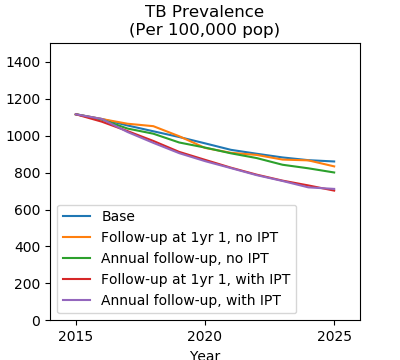 TB Prevalence
(Per 100,000 pop)
1400
1200
1000
800
600
400
200
0
Base
Follow-up at 1yr 1, no IPT
Annual follow-up, no IPT
Follow-up at 1yr 1, with IPT
Annual follow-up, with IPT
2015 2020 2025
Year